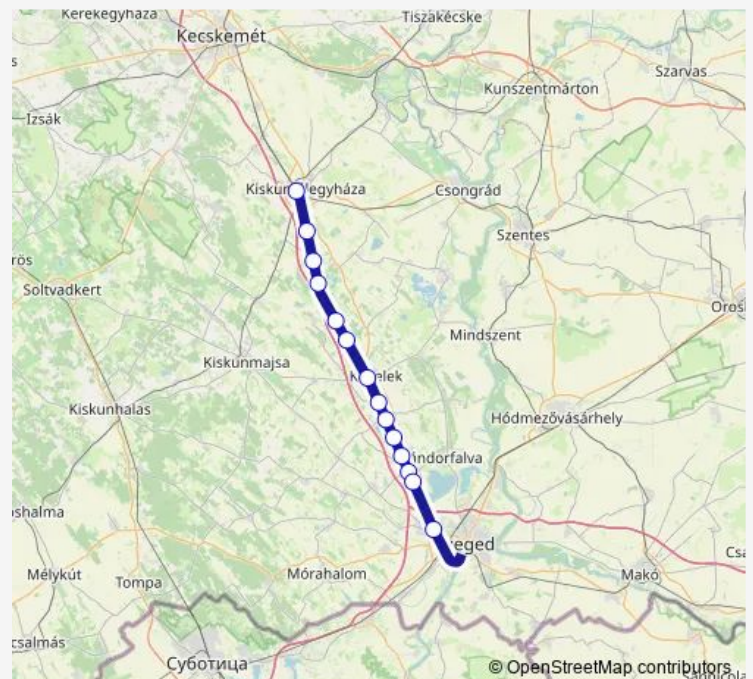 Kerekegyháza
Tiszakécske
Kecskemét
Szarvas
Kunszentmárton
Izsák
Csongrád
Szentes
Soltvadkert
Mindszent
Kiskunmajsa
Kiskunhalas
Hódmezővásárhely
Mélykút
Tompa
Mórahalom
Makó
Суботица
© OpenStreetMap contributors